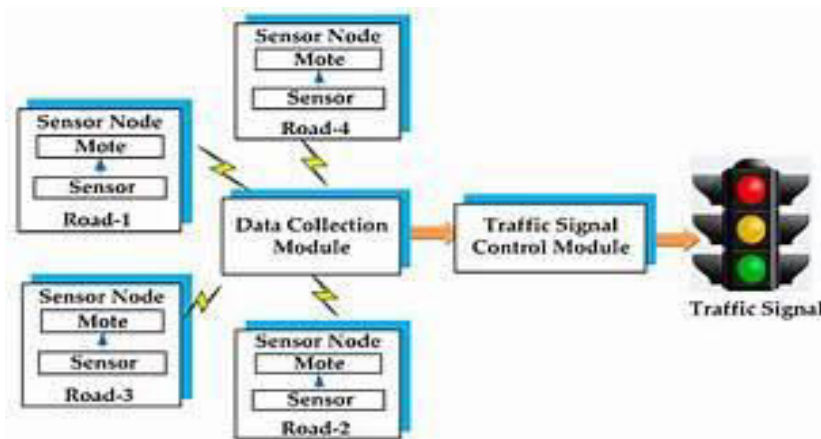 Sensor Node
Mote
Sensor
Road-4
Sensor Node
Mote
Sensor
Road-1
Data Collection
Module
Traffic Signal
Control Module
Traffic Signal
Sensor Node
Mote
Sensor
Road-3
Sensor Node
Mote
Sensor
Road-2